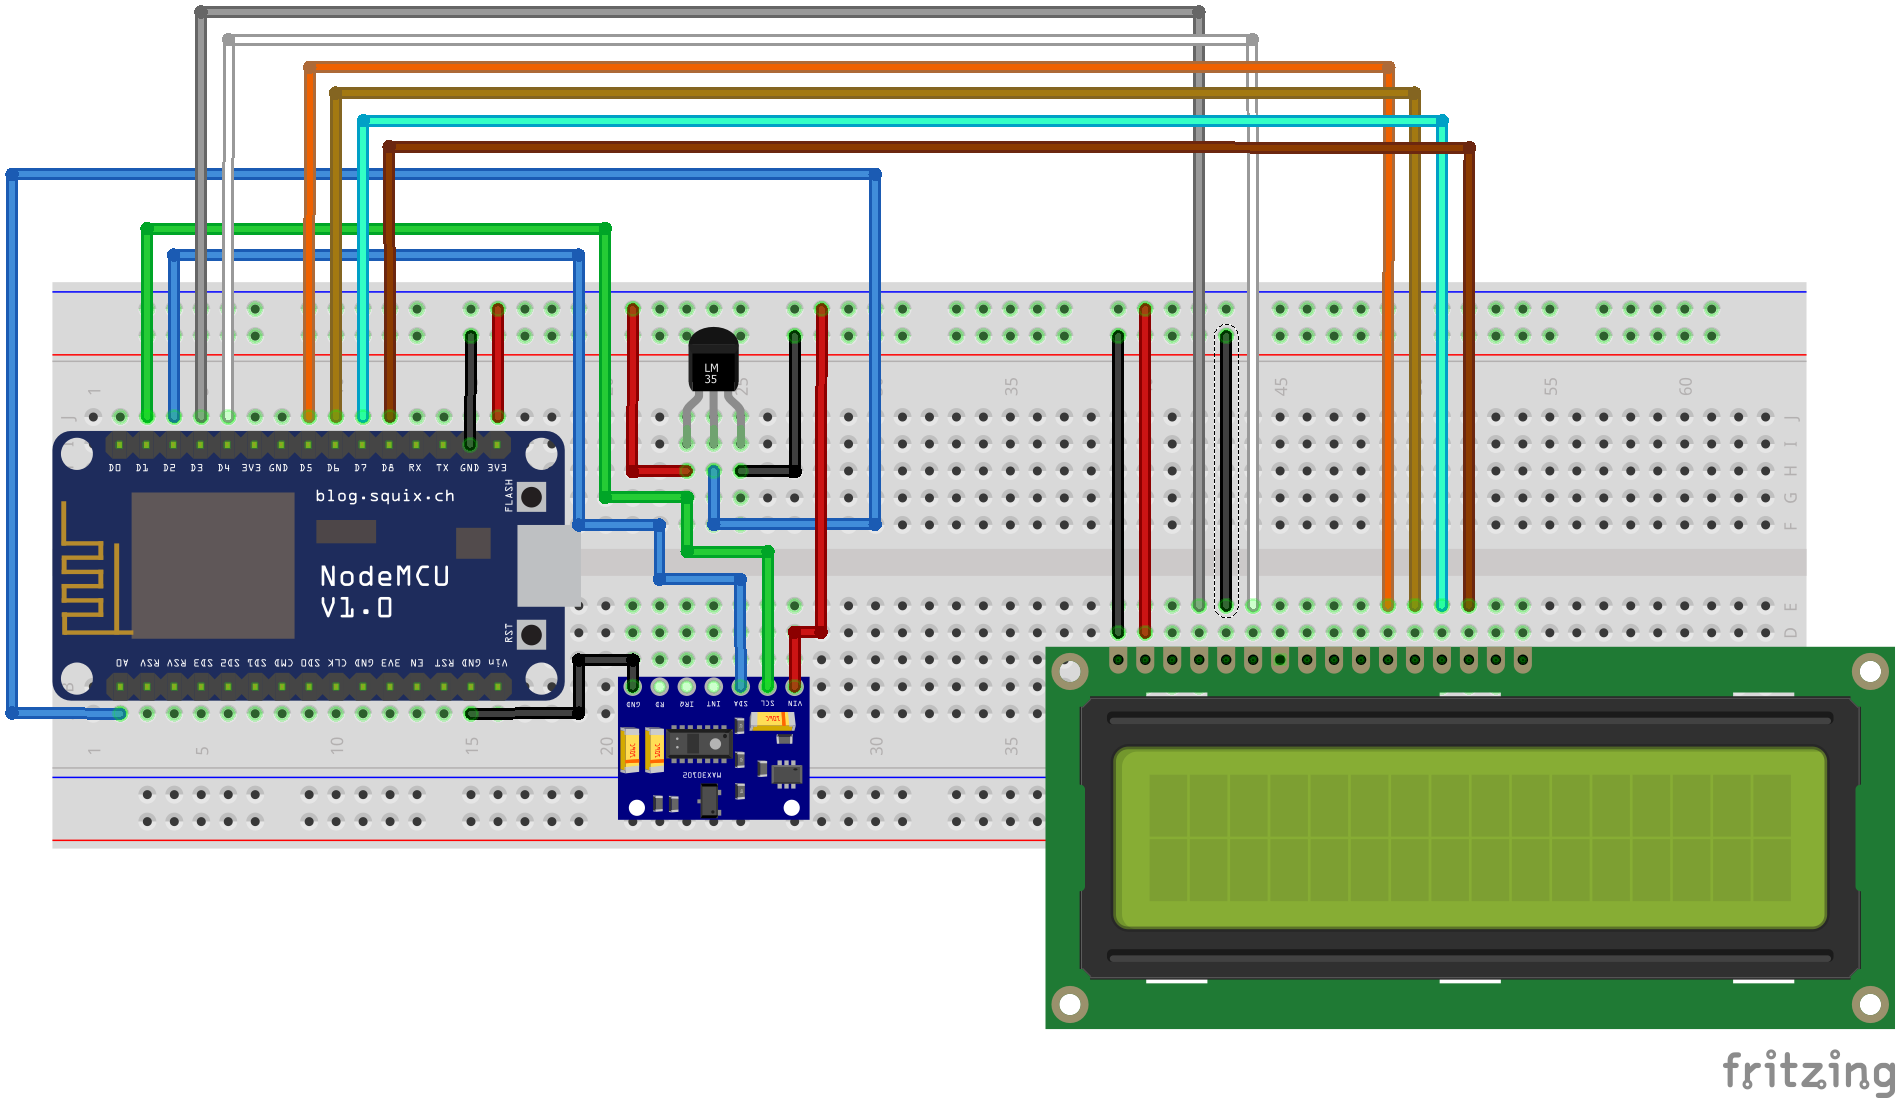 1 5 10 15 20 25 30 35 45 55 60
J J
I
H
G
F
LM
35
D0 D1 D2 D3 D4 3V3 GND D5 D6 D7 D8 RX TX GND 3V3
blog.squix.ch
FLASH
NodeMCU
V1.0
RST
A0 RSV RSV SD3 SD2 SD1 CMD SD0 CLK GND 3V3 EN RST GND Vin
E
D
GND RD IRQ INT SDA SCL VIN
MAX30102
1 5 10 15 20 30 35
fritzing